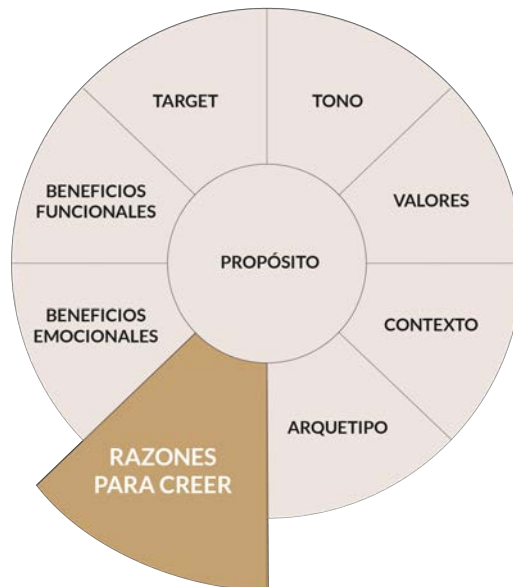 TARGET
TONO
BENEFICIOS
FUNCIONALES
VALORES
PROPÓSITO
BENEFICIOS
EMOCIONALES
CONTEXTO
ARQUETIPO
RAZONES
PARA CREER